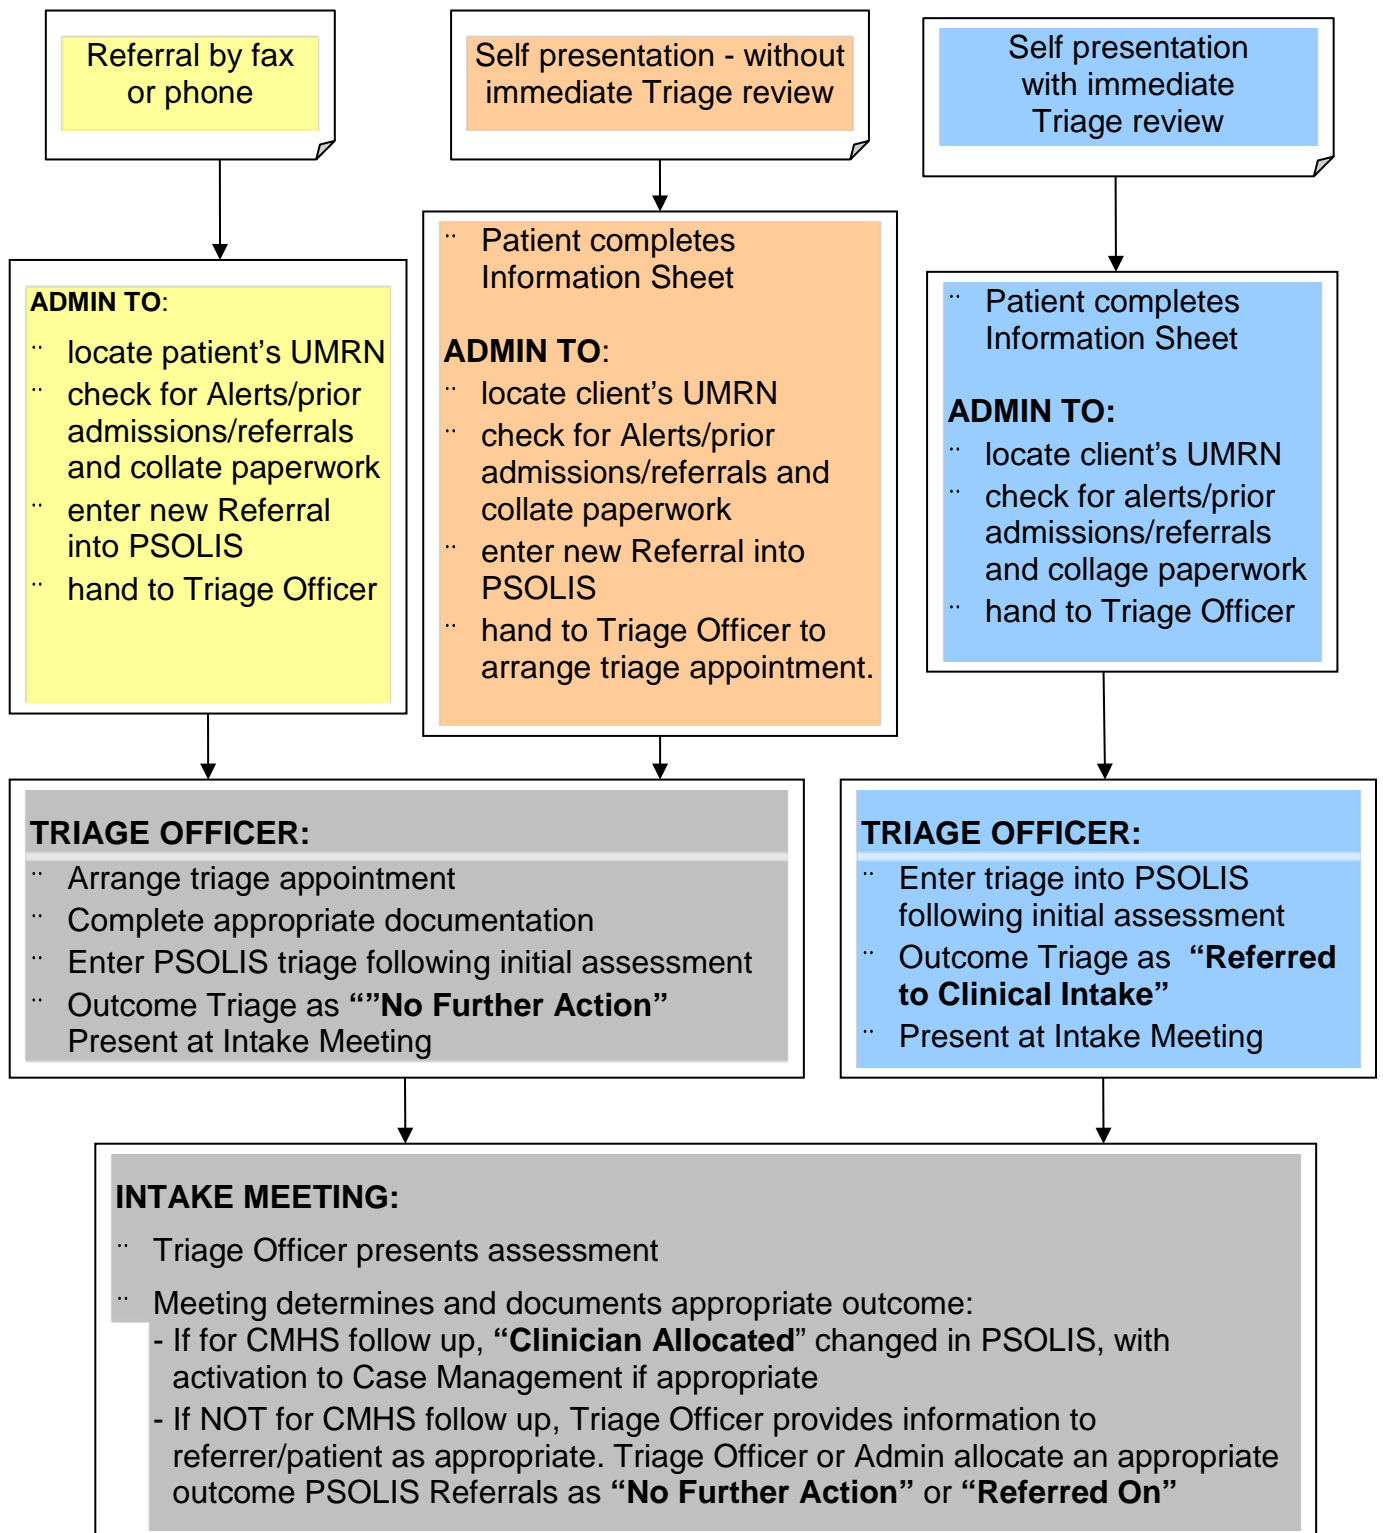 Referral by fax
or phone
Self presentation - without
immediate Triage review
Self presentation
with immediate
Triage review
ADMIN TO:
¨ locate patient’s UMRN
¨ check for Alerts/prior
admissions/referrals
and collate paperwork
¨ enter new Referral
into PSOLIS
¨ hand to Triage Officer
¨ Patient completes
Information Sheet
ADMIN TO:
¨ locate client’s UMRN
¨ check for Alerts/prior
admissions/referrals and
collate paperwork
¨ enter new Referral into
PSOLIS
¨ hand to Triage Officer to
arrange triage appointment.
¨ Patient completes
Information Sheet
ADMIN TO:
¨ locate client’s UMRN
¨ check for alerts/prior
admissions/referrals
and collage paperwork
¨ hand to Triage Officer
TRIAGE OFFICER:
¨ Arrange triage appointment
¨ Complete appropriate documentation
¨ Enter PSOLIS triage following initial assessment
¨ Outcome Triage as “”No Further Action”
Present at Intake Meeting
TRIAGE OFFICER:
¨ Enter triage into PSOLIS
following initial assessment
¨ Outcome Triage as “Referred
to Clinical Intake”
¨ Present at Intake Meeting
INTAKE MEETING:
¨ Triage Officer presents assessment
¨ Meeting determines and documents appropriate outcome:
- If for CMHS follow up, “Clinician Allocated” changed in PSOLIS, with
activation to Case Management if appropriate
- If NOT for CMHS follow up, Triage Officer provides information to
referrer/patient as appropriate. Triage Officer or Admin allocate an appropriate
outcome PSOLIS Referrals as “No Further Action” or “Referred On”